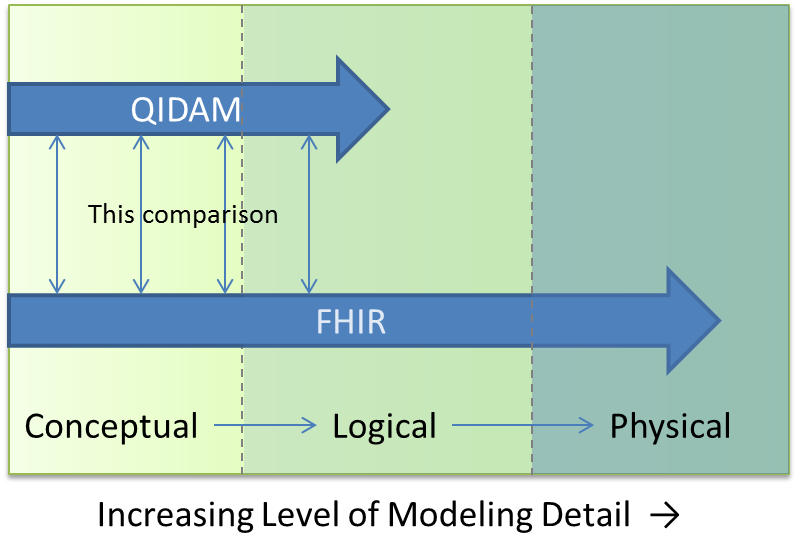 QIDAM
This comparison
FHIR
Conceptual → Logical → Physical
Increasing Level of Modeling Detail →